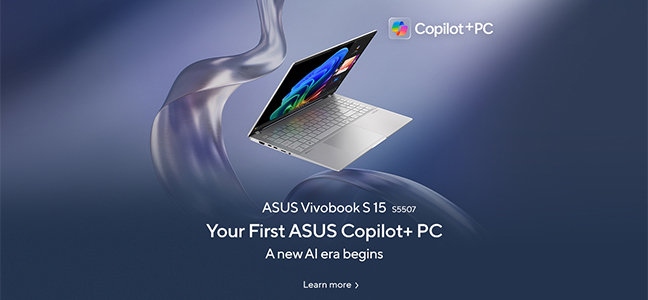 Copilot+PC
ASUS Vivobook S 15 S5507
Your First ASUS Copilot+ PC
A new AI era begins
Learn more >